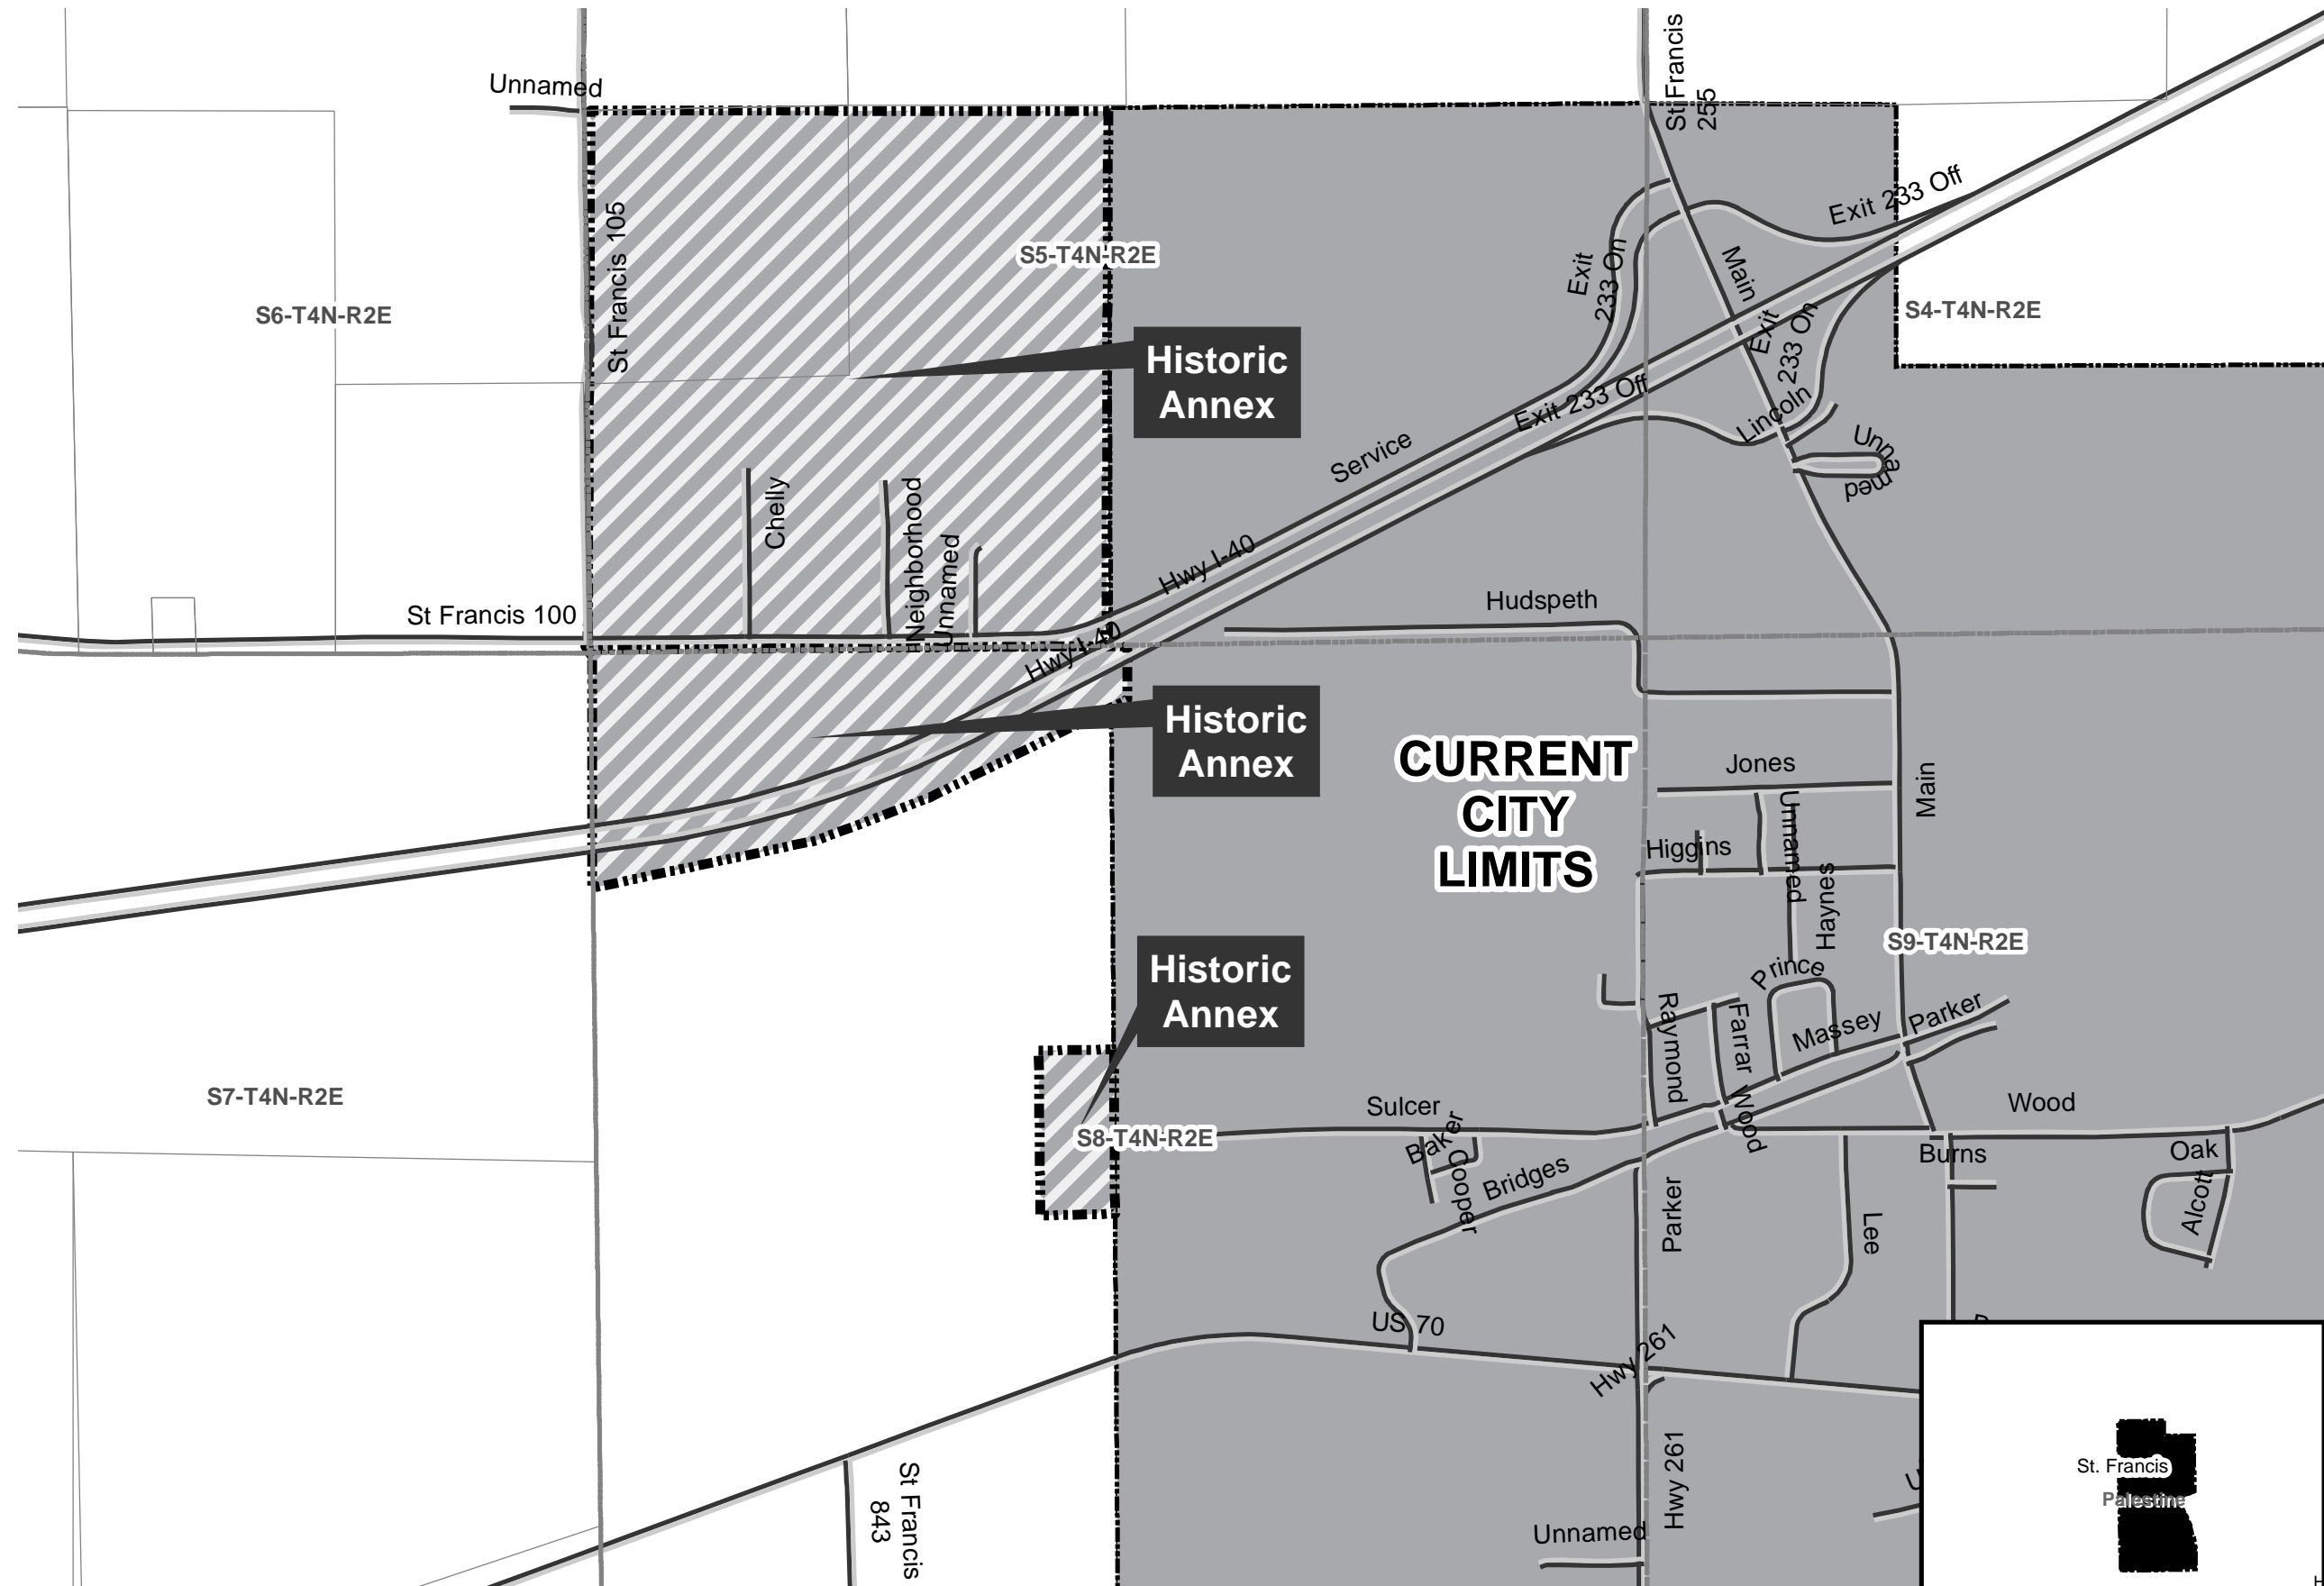 Unnamed
St Francis
255
Exit 233 Off
St Francis 105
S5-T4N-R2E
S6-T4N-R2E
S4-T4N-R2E
Exit
233 On
Main
Exit
233 On
Historic
Annex
Exit 233 Off
Lincoln
Service
Unnamed
Chelly
Neighborhood
Unnamed
Hwy I-40
Hudspeth
St Francis 100
Hwy I-40
Historic
Annex
CURRENT
CITY
LIMITS
Jones
Main
Unnamed
Higgins
Haynes
S9-T4N-R2E
Historic
Annex
Prince
Raymound
Farrar
Massey
Parker
S7-T4N-R2E
S8-T4N-R2E
Sulcer
Wood
Wood
Baker
Cooper
Bridges
Burns
Oak
Alcott
Parker
Lee
US 70
Hwy 261
St Francis
843
Hwy 261
Unnamed
St. Francis
Palestine